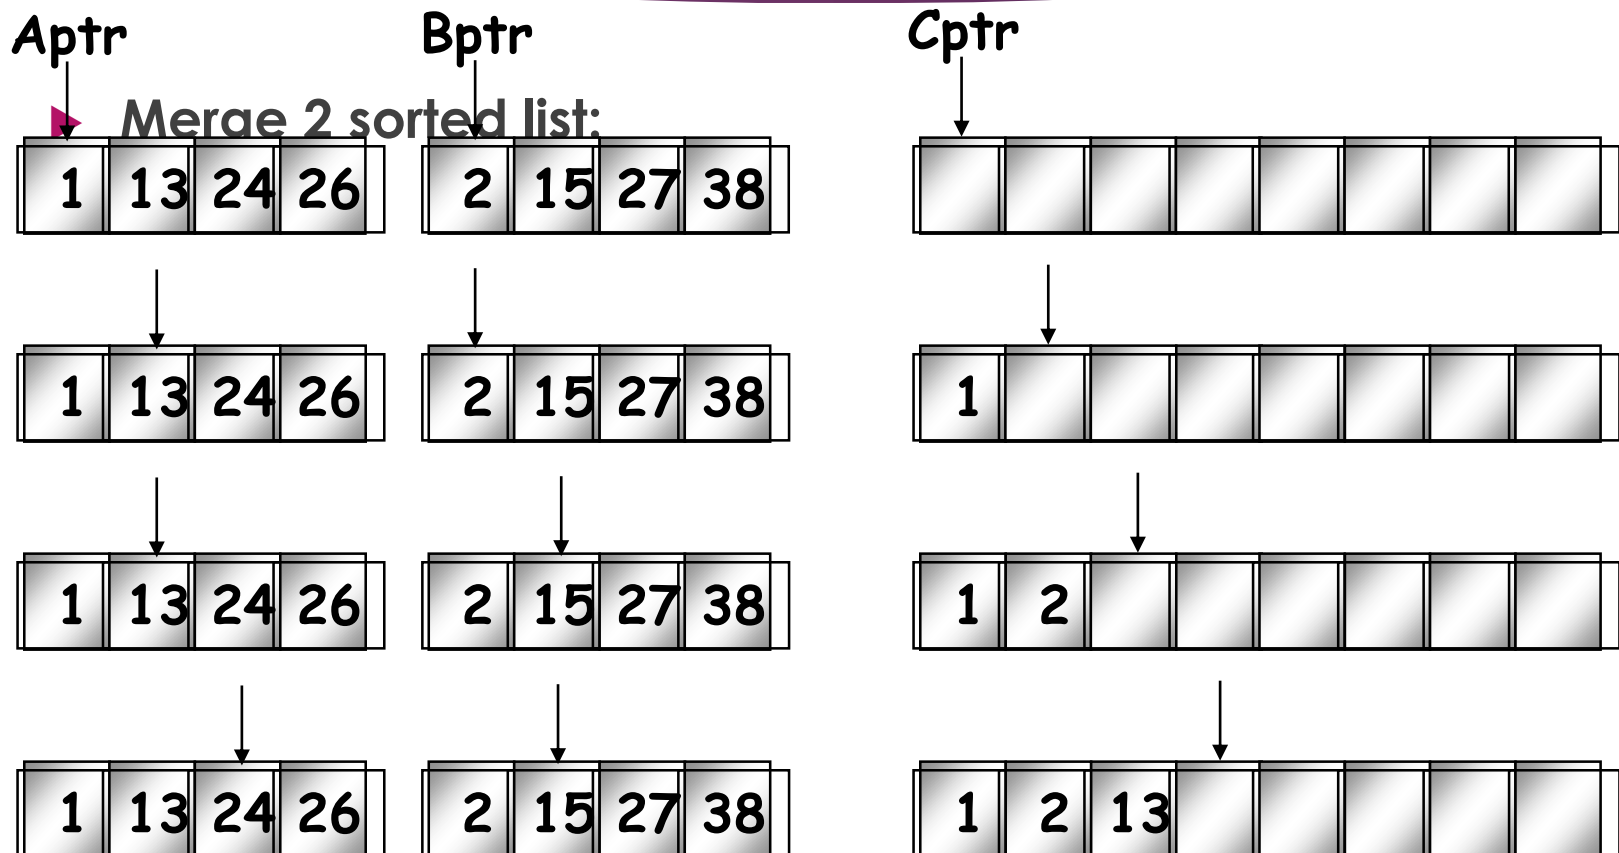 Aptr Bptr Cptr
Merge 2 sorted list:
1 13 24 26 2 15 27 38
1 13 24 26 2 15 27 38 1
1 13 24 26 2 15 27 38 1 2
1 13 24 26 2 15 27 38 1 2 13